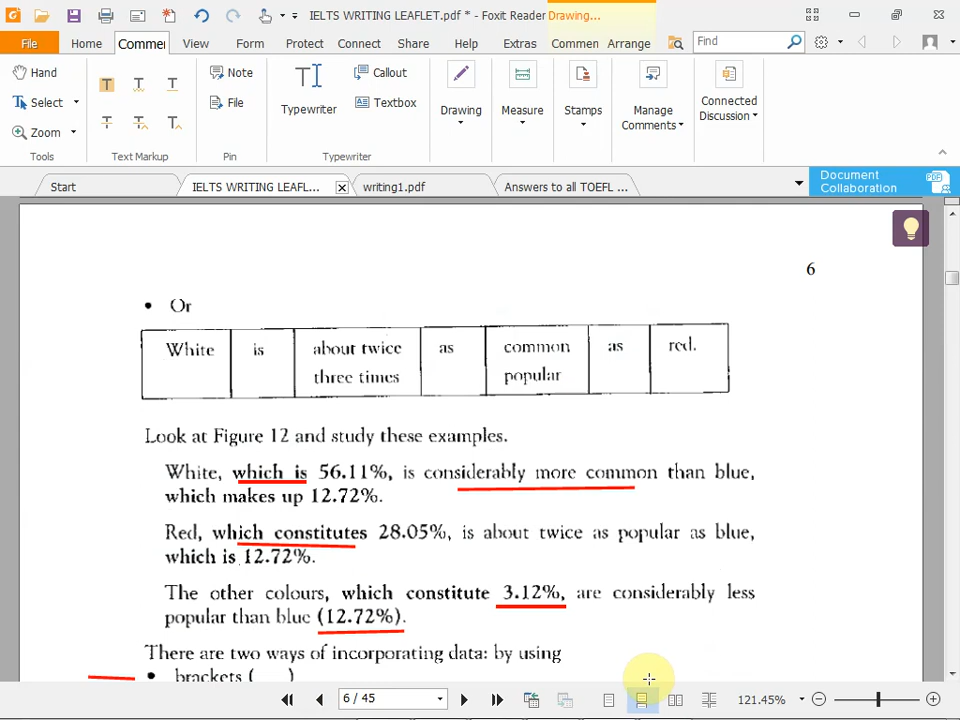 IELTS WRITING LEAFLET.pdf * - Foxit Reader Drawing...
File Home Commer View Form Protect Connect Share Help Extras Commen Arrange Find
Hand
Select
Zoom
Tools
Text Markup
Note
File
Pin
Typewriter
Callout
Textbox
Typewriter
Drawing
Measure
Stamps
Manage
Comments
Connected
Discussion
Start IELTS WRITING LEAFL... writing1.pdf Answers to all TOEFL ... Document
Collaboration
6
• Or
White is about twice as common as red.
three times popular
Look at Figure 12 and study these examples.
White, which is 56.11%, is considerably more common than blue,
which makes up 12.72%.
Red, which constitutes 28.05%, is about twice as popular as blue,
which is 12.72%.
The other colours, which constitute 3.12%, are considerably less
popular than blue (12.72%).
There are two ways of incorporating data: by using
• brackets ( )
6 / 45 121.45%